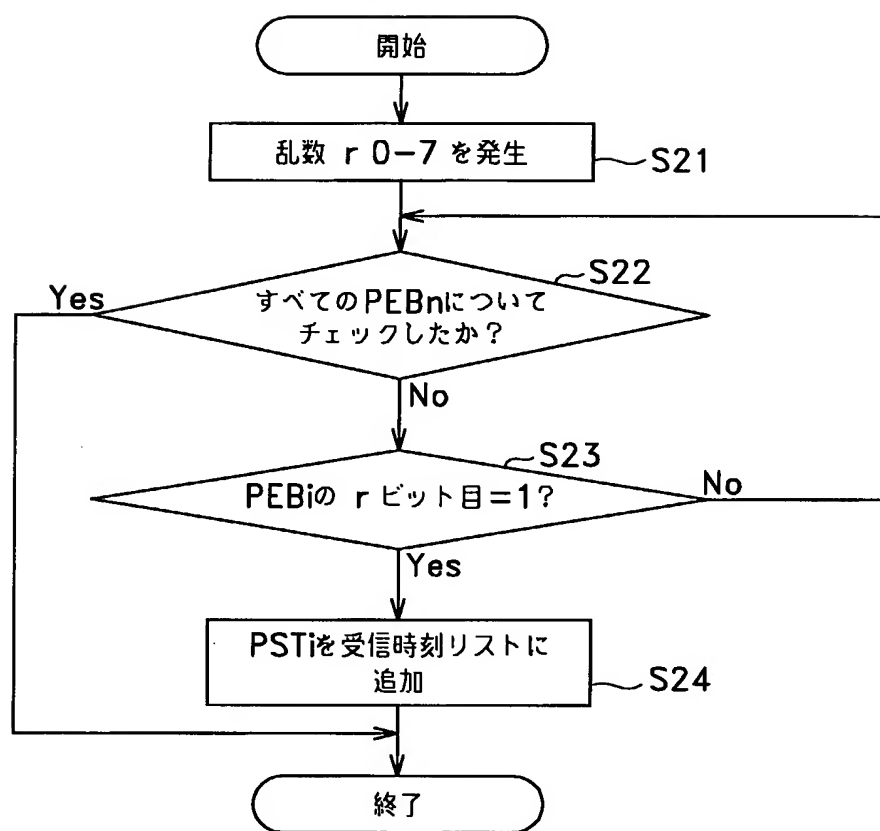 開始
乱数 r 0-7 を発生
S21
S22
すべてのPEBnについて
チェックしたか？
Yes
No
S23
PEBiの r ビット目=1?
No
Yes
PSTiを受信時刻リストに
追加
S24
終了